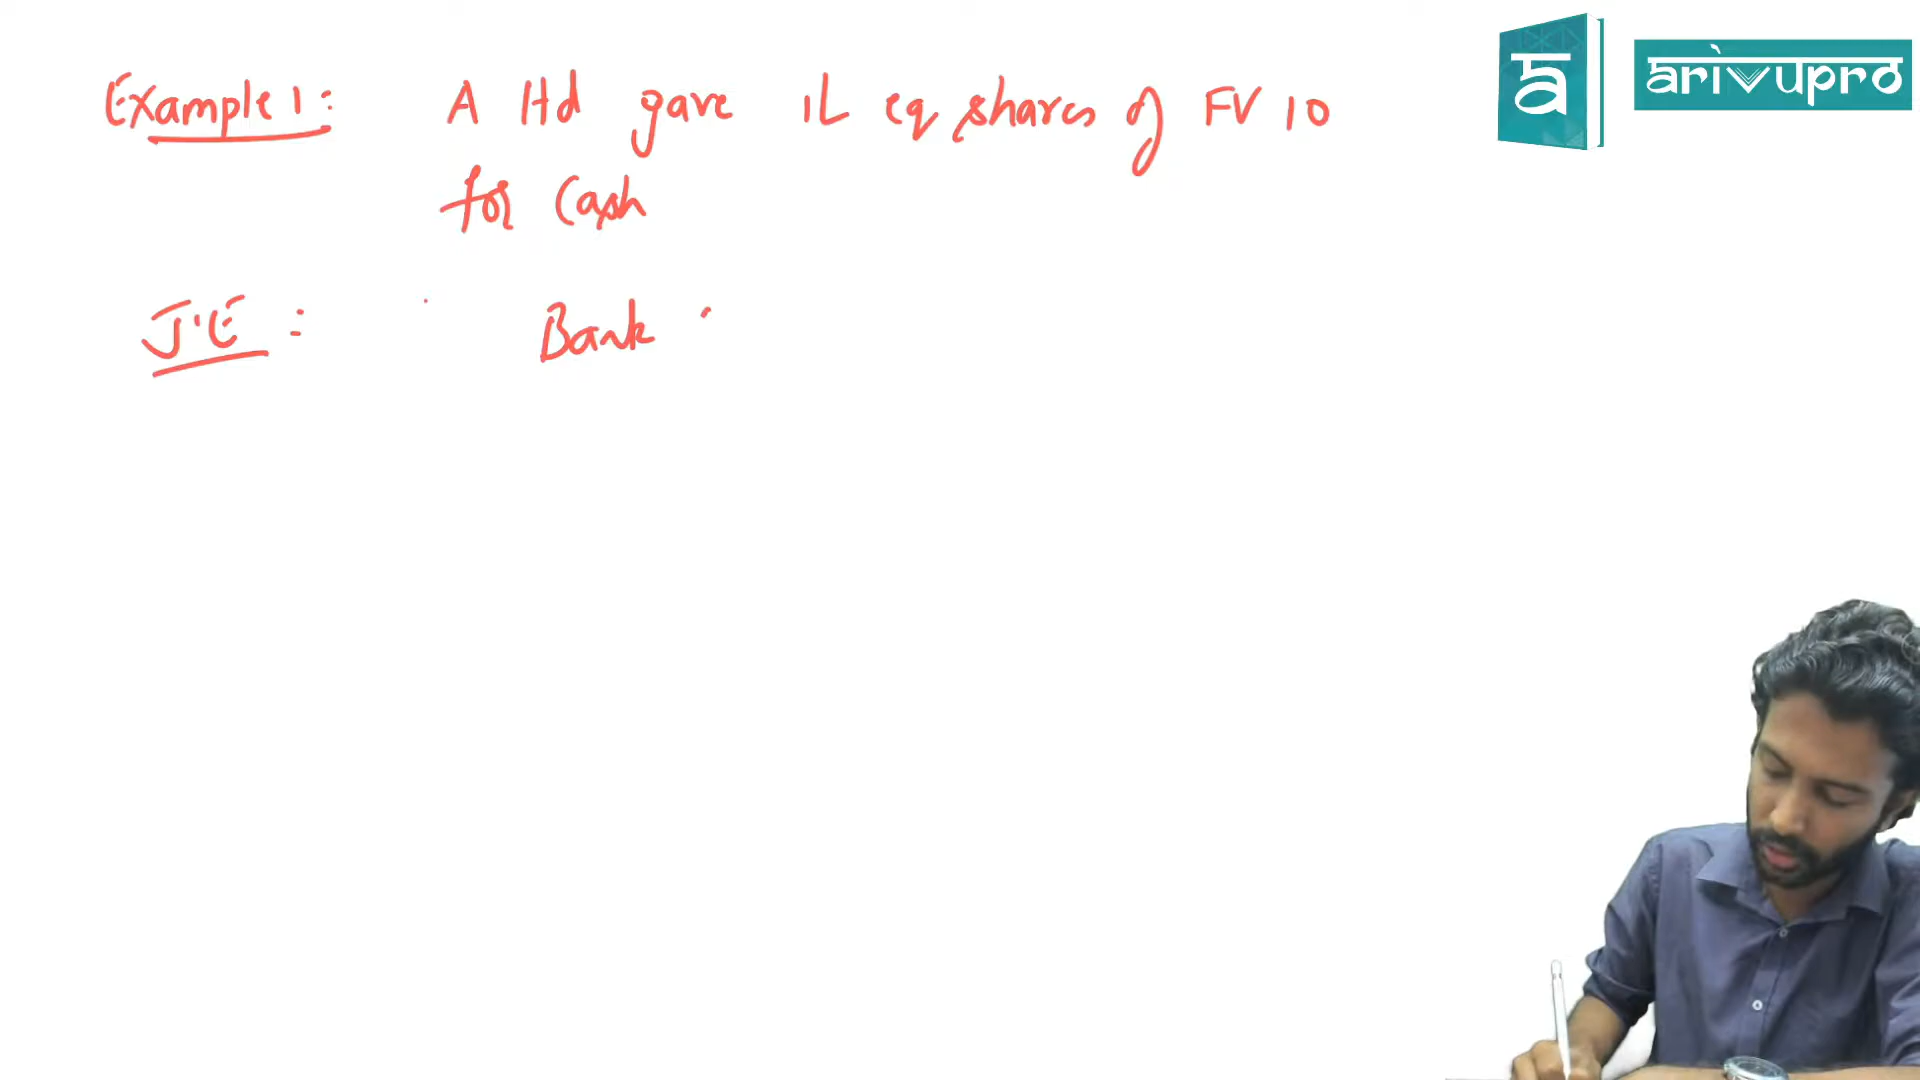 Example 1: A Ltd gave 1L eq shares of FV 10
for Cash
J.E : Bank
a arivupro